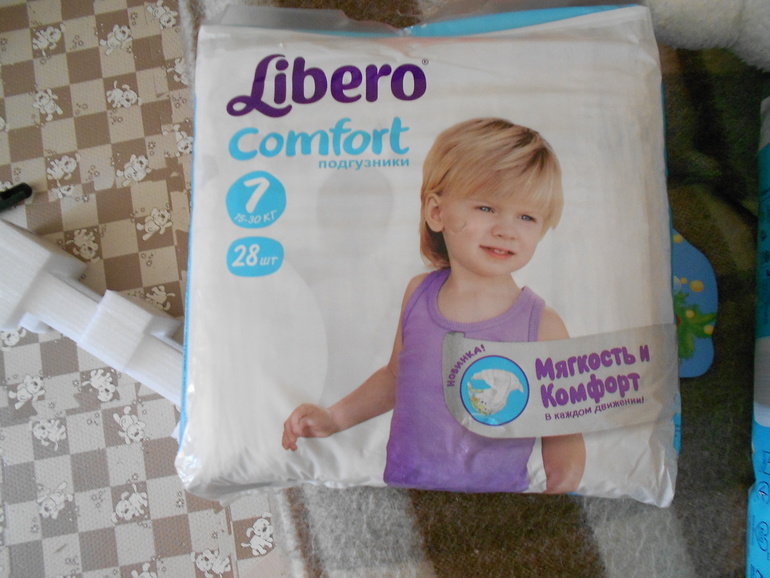 Libero®
Comfort
подгузники
7
15-30 кг
28 шт
НОВИНКА!
Мягкость и
Комфорт
В каждом движении!